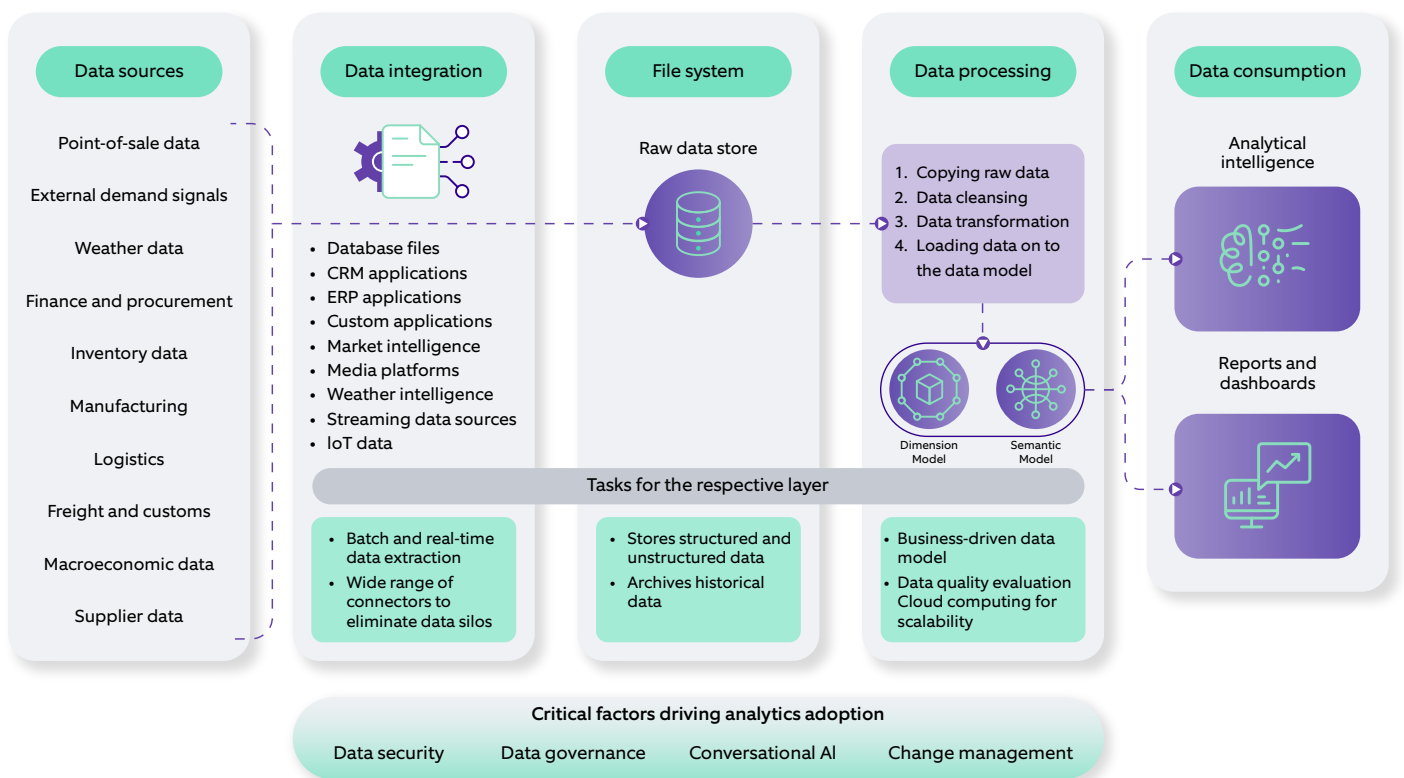 Data sources
Point-of-sale data
External demand signals
Weather data
Finance and procurement
Inventory data
Manufacturing
Logistics
Freight and customs
Macroeconomic data
Supplier data
Data integration
• Database files
• CRM applications
• ERP applications
• Custom applications
• Market intelligence
• Media platforms
• Weather intelligence
• Streaming data sources
• IoT data
File system
Raw data store
Data processing
1. Copying raw data
2. Data cleansing
3. Data transformation
4. Loading data on to
the data model
Dimension
Model
Semantic
Model
Data consumption
Analytical
intelligence
Reports and
dashboards
Tasks for the respective layer
• Batch and real-time
data extraction
• Wide range of
connectors to
eliminate data silos
• Stores structured and
unstructured data
• Archives historical
data
• Business-driven data
model
• Data quality evaluation
Cloud computing for
scalability
Critical factors driving analytics adoption
Data security
Data governance
Conversational AI
Change management